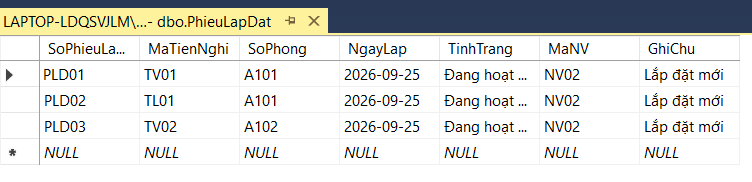 LAPTOP-LDQSVJLM\...- dbo.PhieuLapDat
SoPhieuLa... MaTienNghi SoPhong NgayLap TinhTrang MaNV GhiChu
PLD01 TV01 A101 2026-09-25 Đang hoạt ... NV02 Lắp đặt mới
PLD02 TL01 A101 2026-09-25 Đang hoạt ... NV02 Lắp đặt mới
PLD03 TV02 A102 2026-09-25 Đang hoạt ... NV02 Lắp đặt mới
NULL NULL NULL NULL NULL NULL NULL